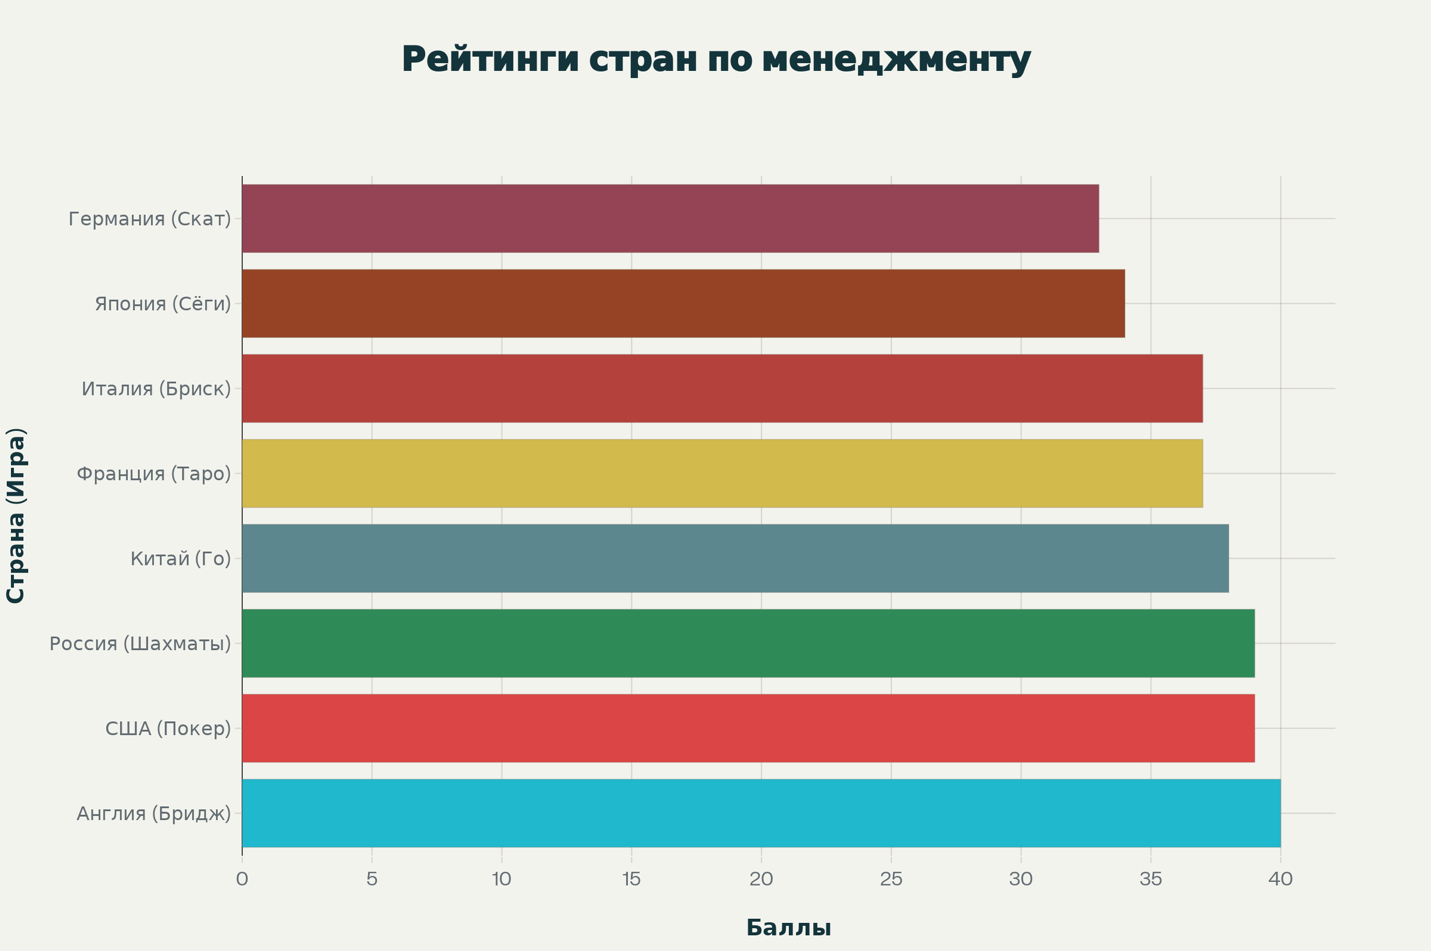 Рейтинги стран по менеджменту
Страна (Игра)
Германия (Скат)
Япония (Сёги)
Италия (Бриск)
Франция (Таро)
Китай (Го)
Россия (Шахматы)
США (Покер)
Англия (Бридж)
0 5 10 15 20 25 30 35 40
Баллы